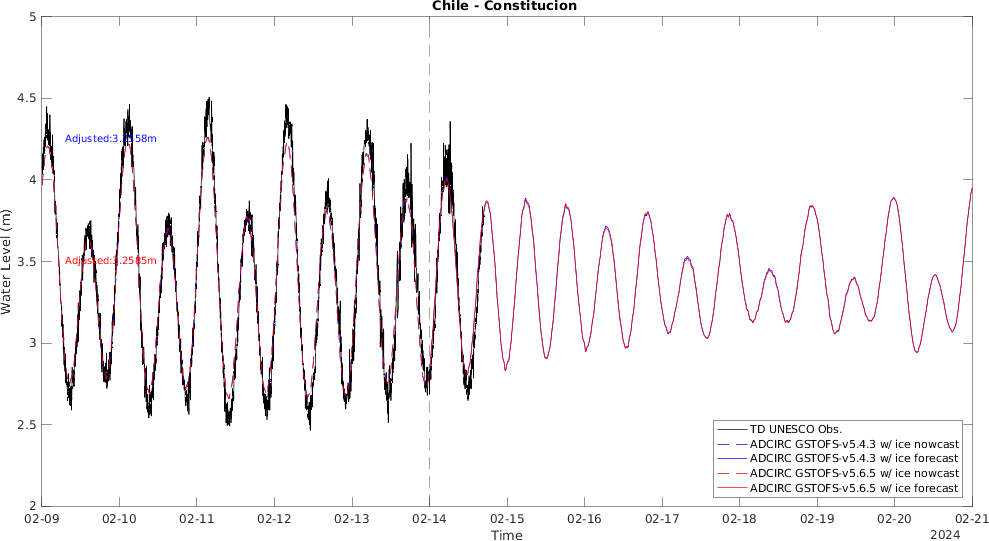 Chile - Constitucion
Water Level (m)
5
4.5
4
3.5
3
2.5
2
Adjusted:3.2558m
Adjusted:3.2585m
TD UNESCO Obs.
ADCIRC GSTOFS-v5.4.3 w/ ice nowcast
ADCIRC GSTOFS-v5.4.3 w/ ice forecast
ADCIRC GSTOFS-v5.6.5 w/ ice nowcast
ADCIRC GSTOFS-v5.6.5 w/ ice forecast
02-09 02-10 02-11 02-12 02-13 02-14 02-15 02-16 02-17 02-18 02-19 02-20 02-21
Time
2024